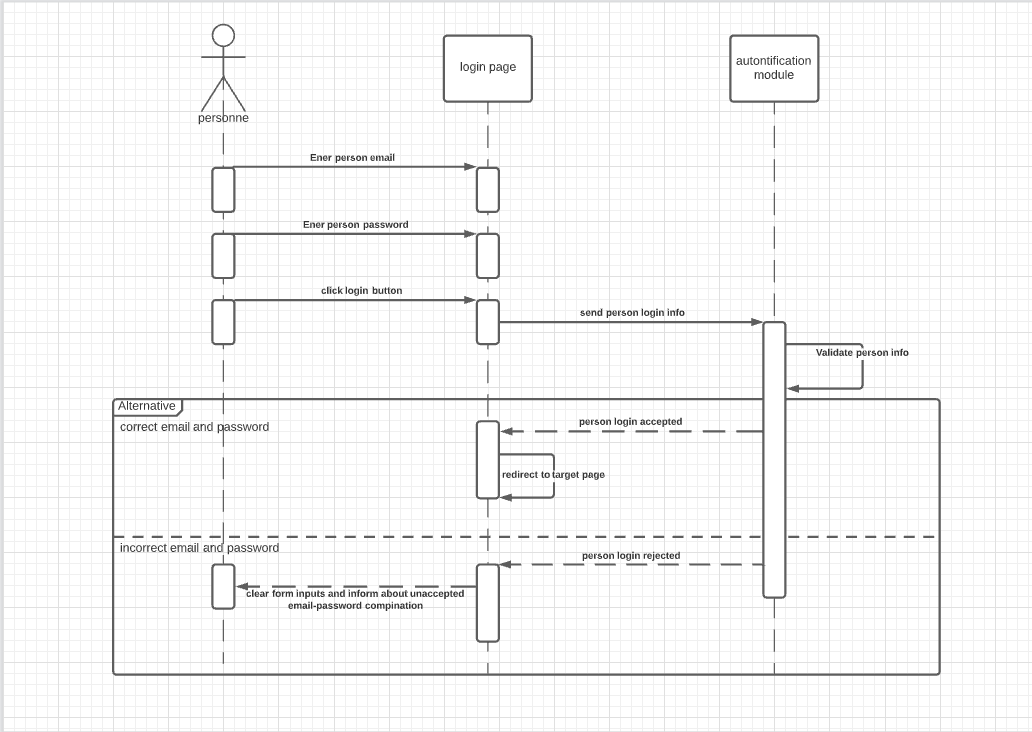 personne
login page
autontification
module
Ener person email
Ener person password
click login button
send person login info
Validate person info
Alternative
correct email and password
person login accepted
redirect to target page
incorrect email and password
person login rejected
clear form inputs and inform about unaccepted
email-password compination